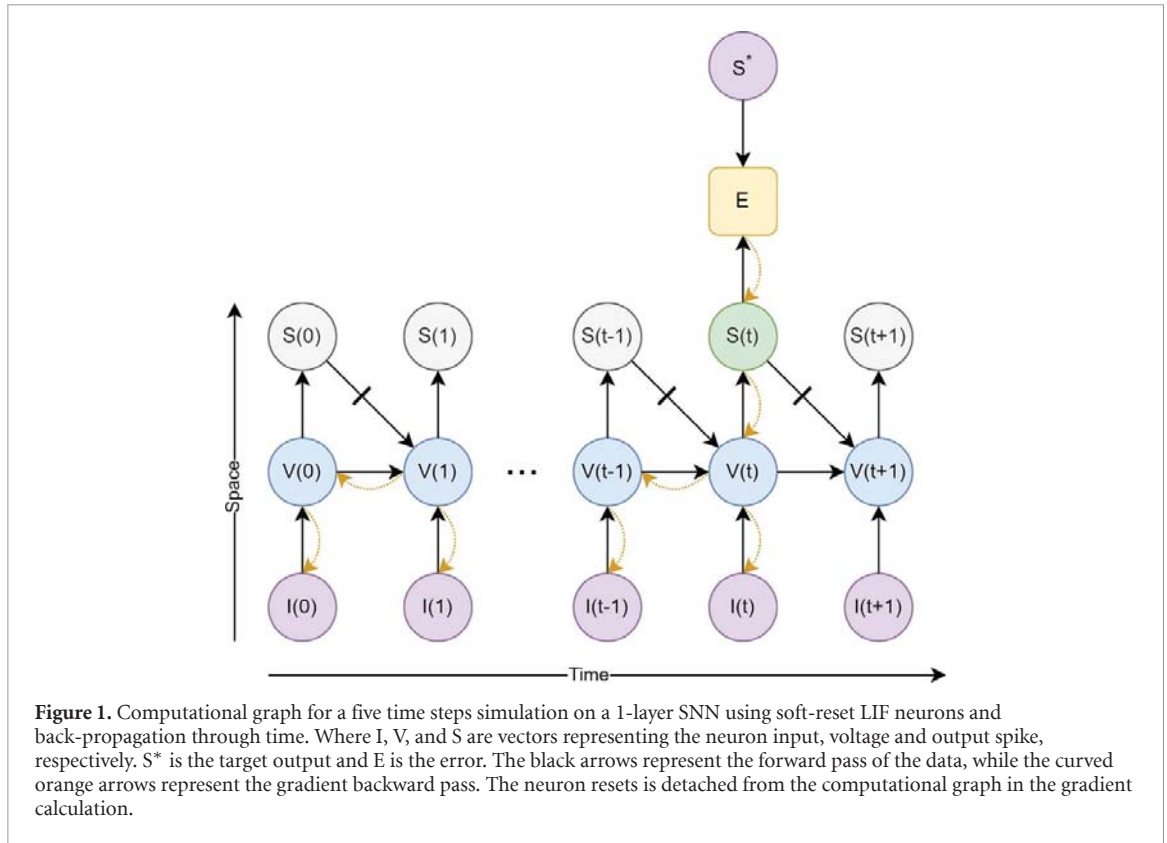 S*
E
S(0)
S(1)
S(t-1)
S(t)
S(t+1)
V(0)
V(1)
...
V(t-1)
V(t)
V(t+1)
Space
I(0)
I(1)
I(t-1)
I(t)
I(t+1)
Time
Figure 1. Computational graph for a five time steps simulation on a 1-layer SNN using soft-reset LIF neurons and
back-propagation through time. Where I, V, and S are vectors representing the neuron input, voltage and output spike,
respectively. S* is the target output and E is the error. The black arrows represent the forward pass of the data, while the curved
orange arrows represent the gradient backward pass. The neuron resets is detached from the computational graph in the gradient
calculation.